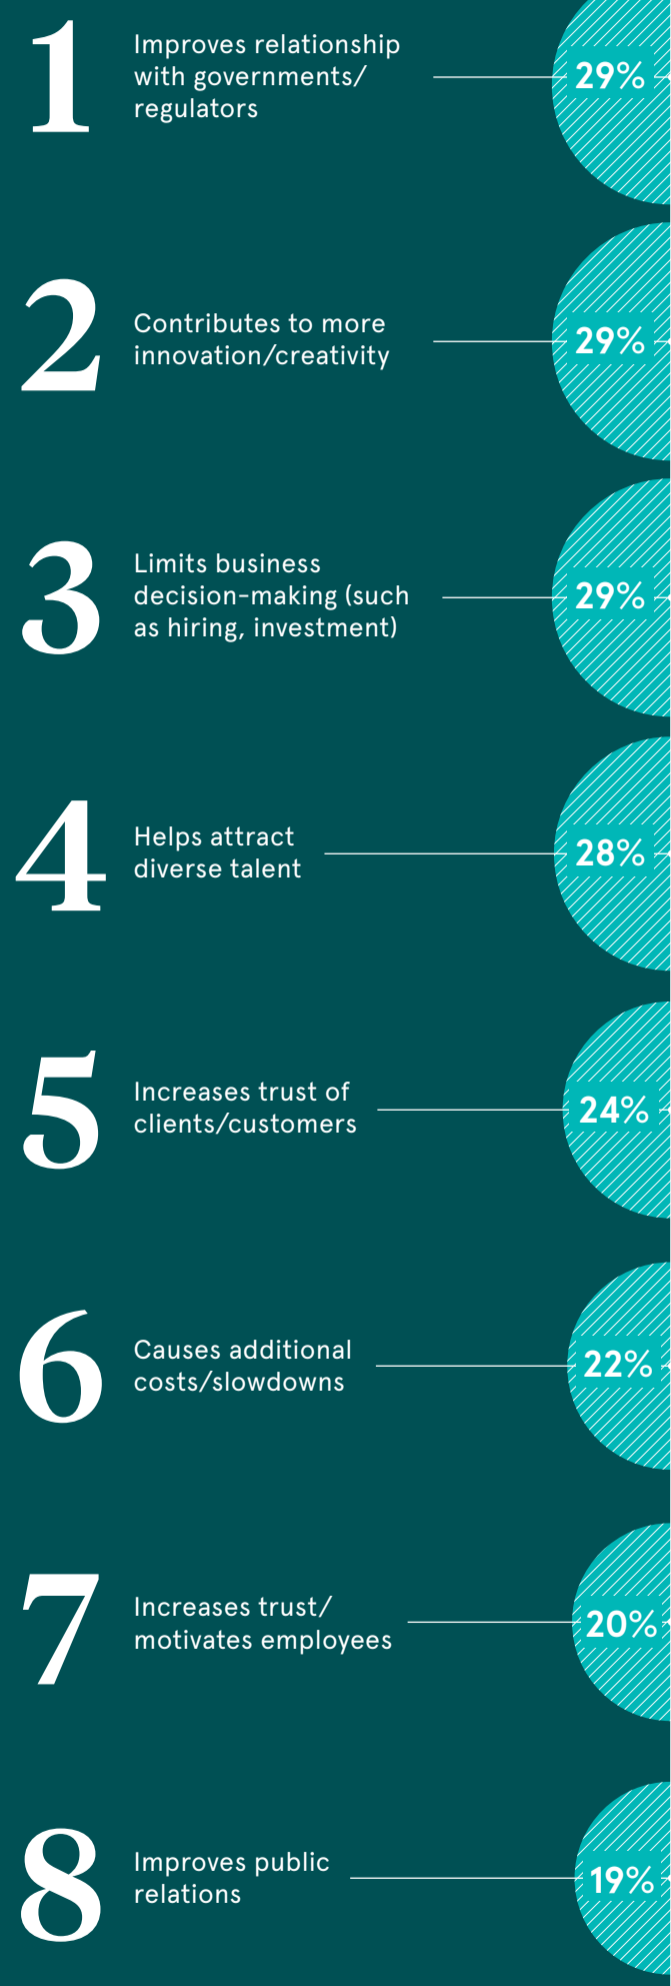 1
Improves relationship
with governments/
regulators
29%
2
Contributes to more
innovation/creativity
29%
3
Limits business
decision-making (such
as hiring, investment)
29%
4
Helps attract
diverse talent
28%
5
Increases trust of
clients/customers
24%
6
Causes additional
costs/slowdowns
22%
7
Increases trust/
motivates employees
20%
8
Improves public
relations
19%